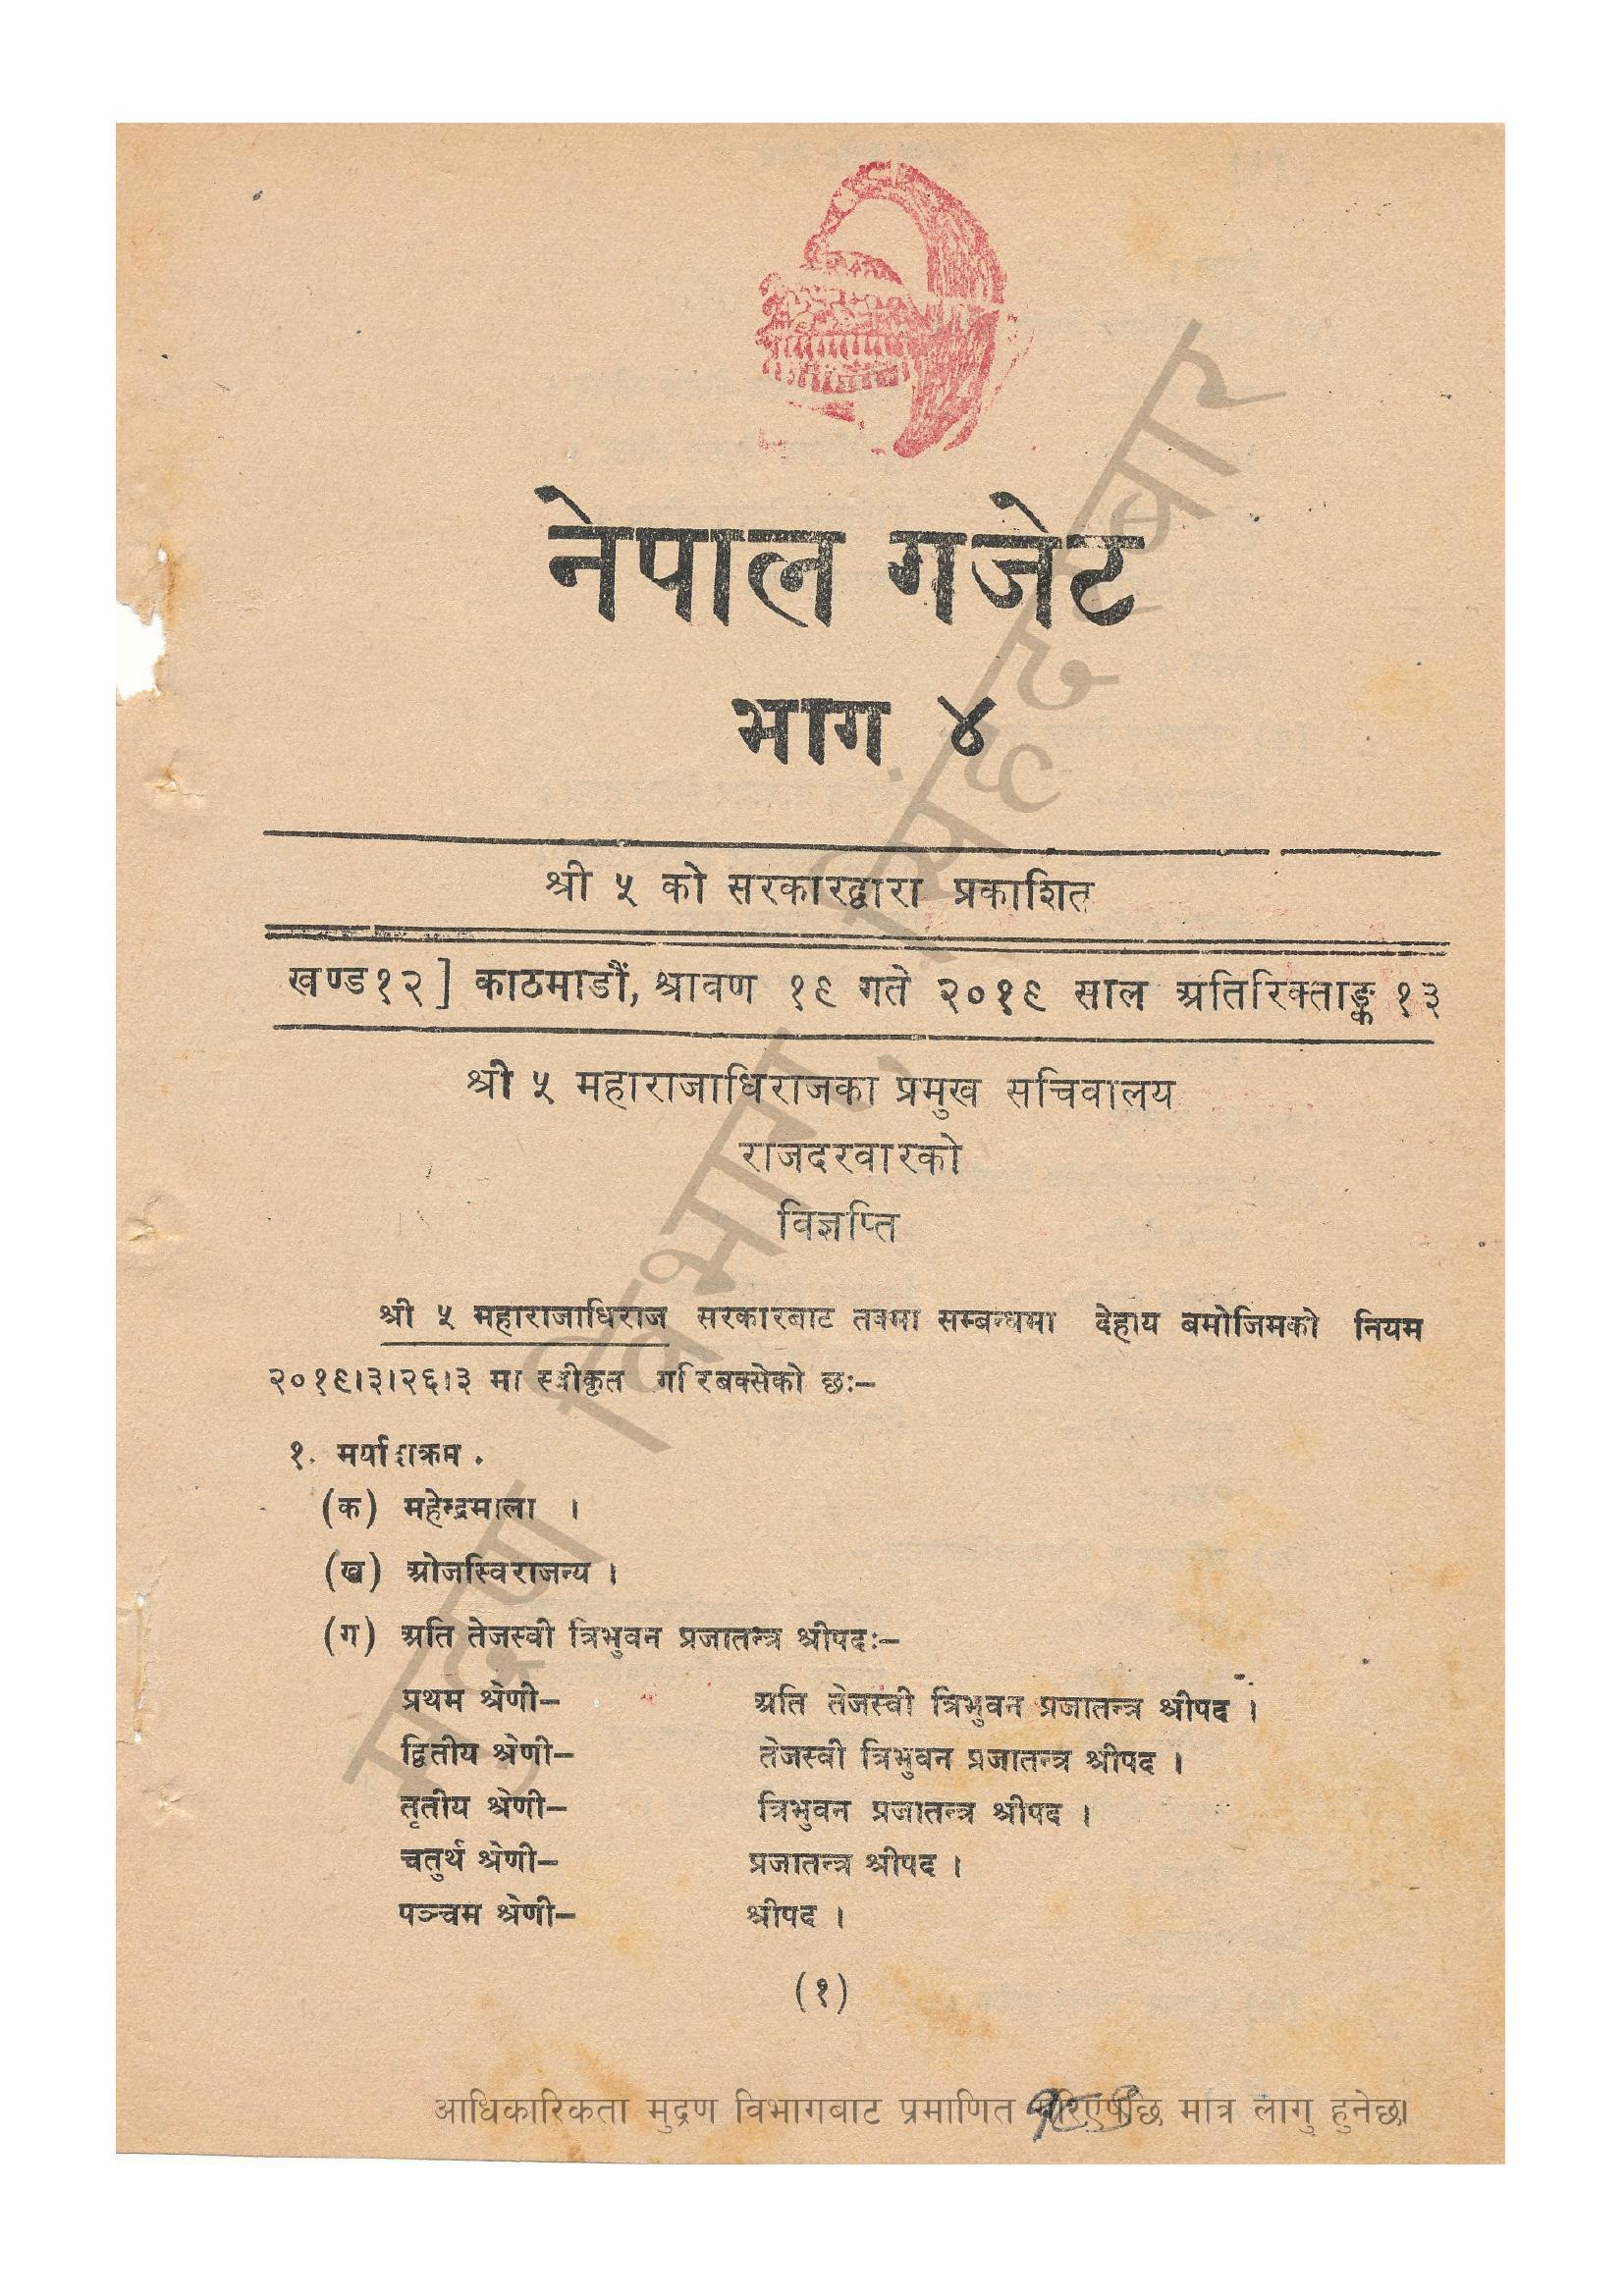 नेपाल गजेट
भाग ४
श्री ५ को सरकारद्वारा प्रकाशित
खण्ड१२] काठमाडौं, श्रावण १९ गते २०१९ साल अतिरिक्ताङ्क १३
श्री ५ महाराजाधिराजका प्रमुख सचिवालय
राजदरवारको
विज्ञप्ति
श्री ५ महाराजाधिराज सरकारबाट तक्मा सम्बन्धमा देहाय बमोजिमको नियम
२०१९।३।२६।३ मा स्वीकृत गरिबक्सेको छः–
१. मर्यादाक्रम .
(क) महेन्द्रमाला ।
(ख) ओजस्विराजन्य ।
(ग) अति तेजस्वी त्रिभुवन प्रजातन्त्र श्रीपदः–
प्रथम श्रेणी– अति तेजस्वी त्रिभुवन प्रजातन्त्र श्रीपद ।
द्वितीय श्रेणी– तेजस्वी त्रिभुवन प्रजातन्त्र श्रीपद ।
तृतीय श्रेणी– त्रिभुवन प्रजातन्त्र श्रीपद ।
चतुर्थ श्रेणी– प्रजातन्त्र श्रीपद ।
पञ्चम श्रेणी– श्रीपद ।
(१)
मुद्रण विभाग, सिंहदरबार
आधिकारिकता मुद्रण विभागबाट प्रमाणित गरिएपछि मात्र लागु हुनेछ।